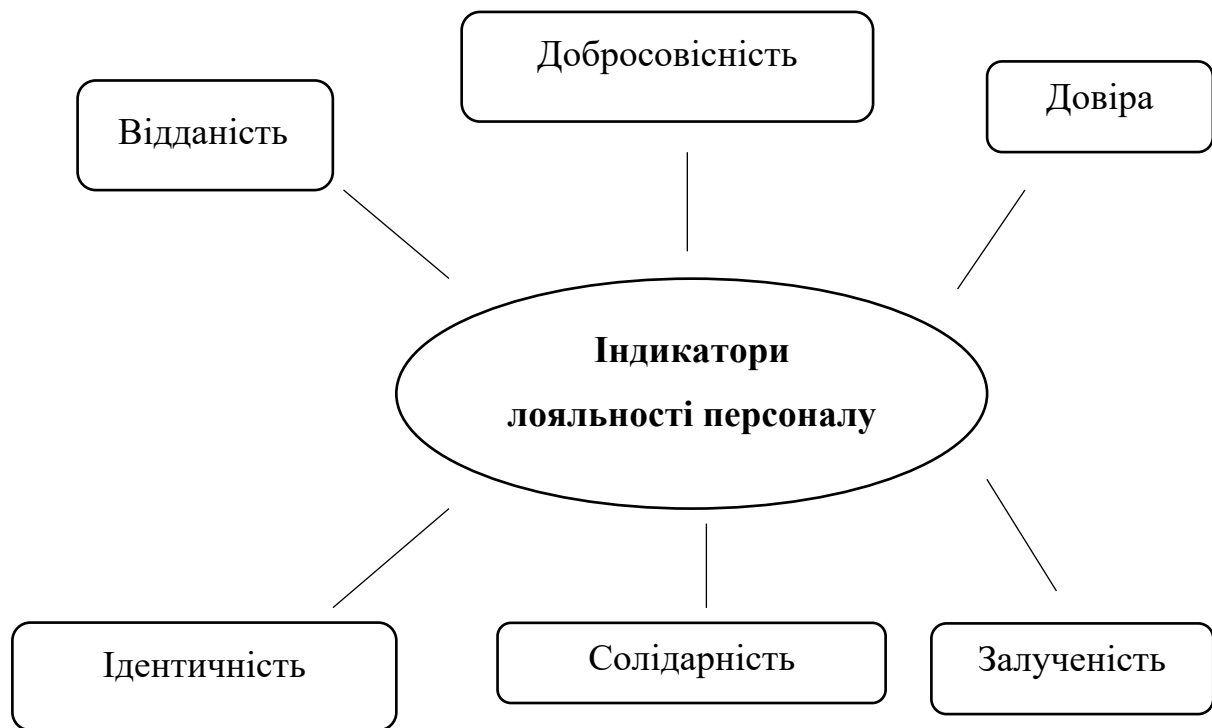 Добросовісність
Відданість
Довіра
Індикатори
лояльності персоналу
Ідентичність
Солідарність
Залученість